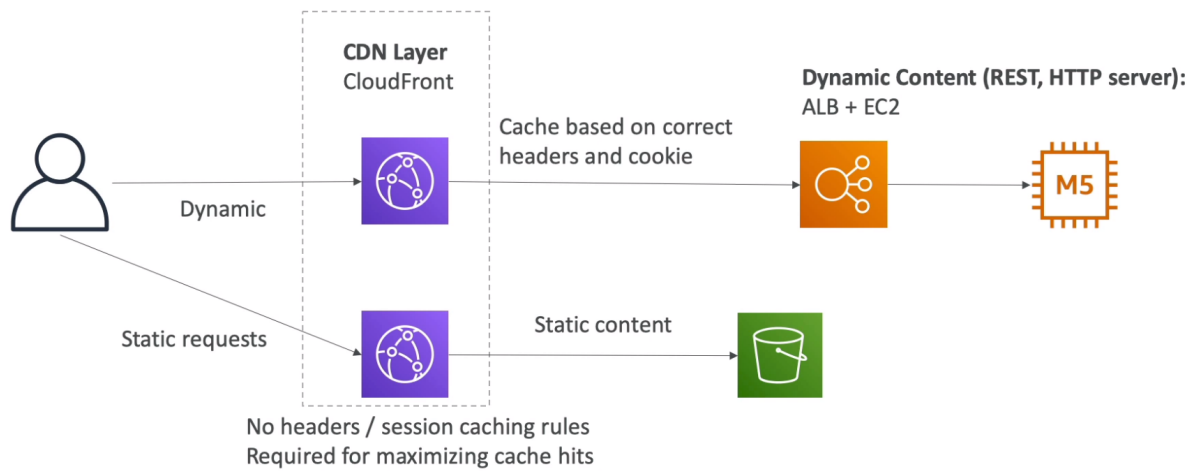 CDN Layer
CloudFront
Dynamic Content (REST, HTTP server):
ALB + EC2
Cache based on correct
headers and cookie
M5
Dynamic
Static requests
Static content
No headers / session caching rules
Required for maximizing cache hits